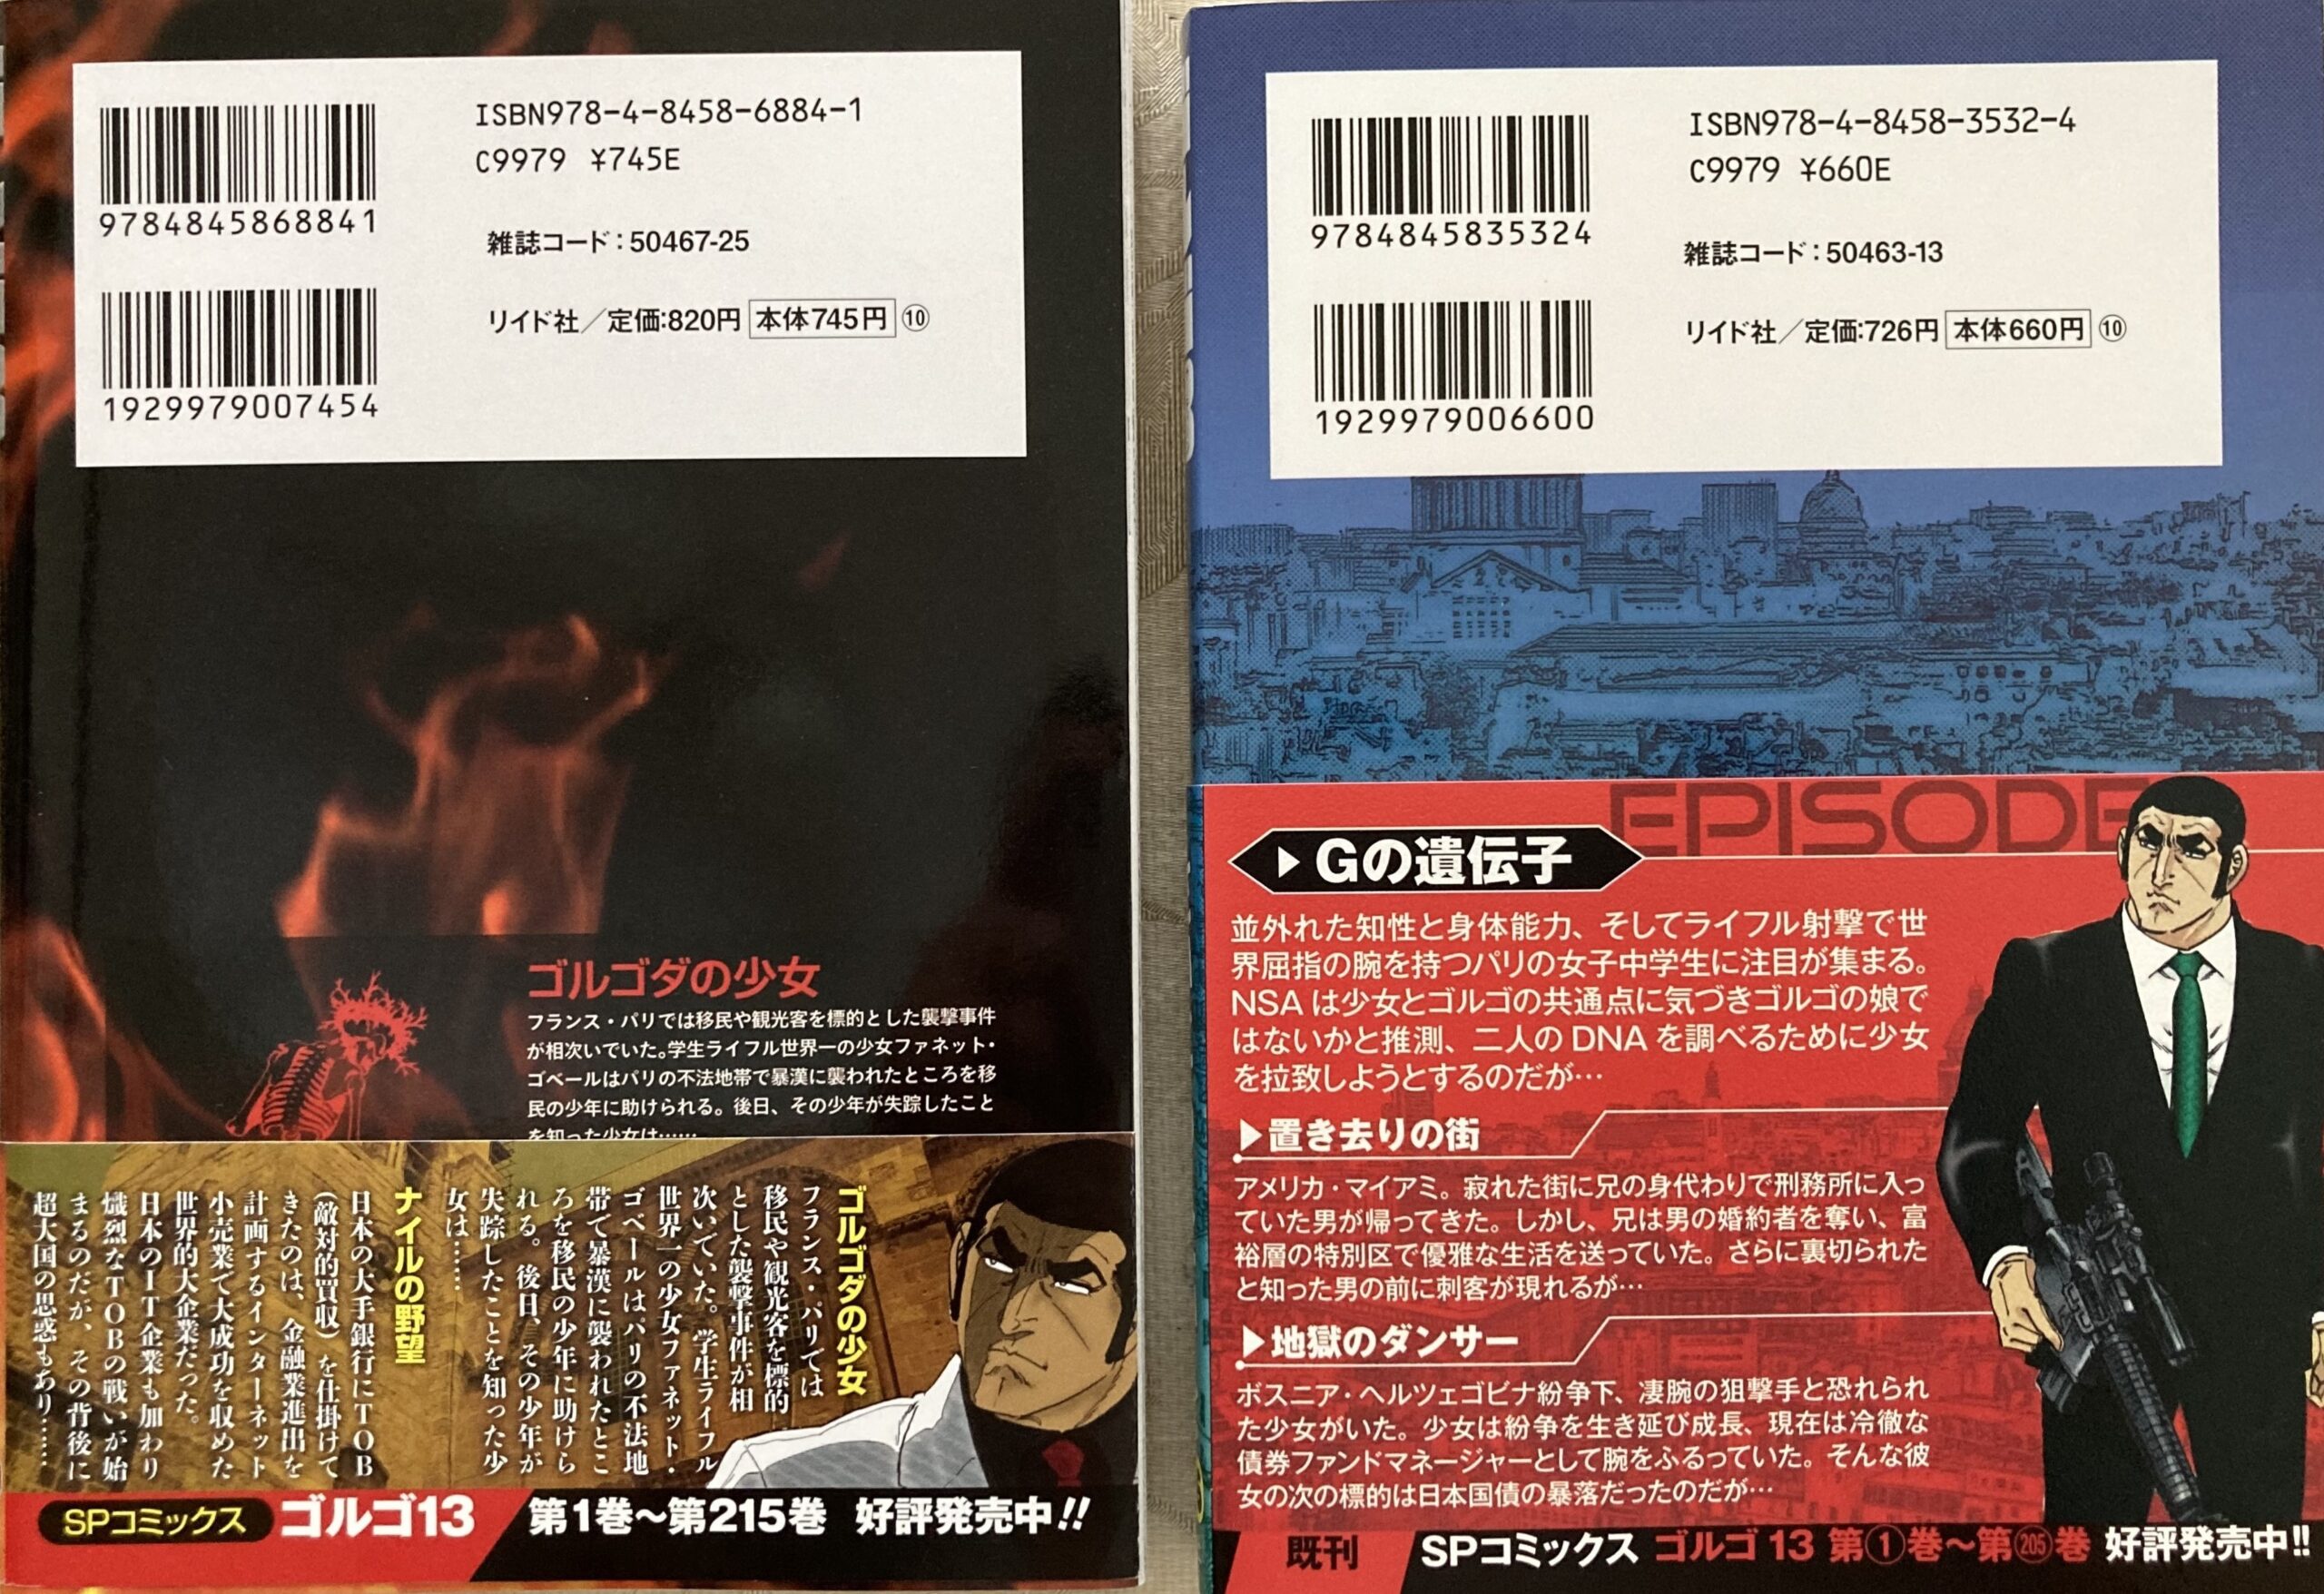 ISBN978-4-8458-6884-1
C9979 ¥745E
9784845868841
雑誌コード：50467-25
リイド社／定価:820円 本体745円 ⑩
1929979007454
ゴルゴダの少女
フランス・パリでは移民や観光客を標的とした襲撃事件
が相次いでいた。学生ライフル世界一の少女ファネット・
ゴベールはパリの不法地帯で暴漢に襲われたところを移
民の少年に助けられる。後日、その少年が失踪したこと
を知った少女は……
ゴルゴダの少女
フランス・パリでは
移民や観光客を標的
とした襲撃事件が相
次いでいた。学生ライフル
世界一の少女ファネット・
ゴベールはパリの不法地
帯で暴漢に襲われたとこ
ろを移民の少年に助けら
れる。後日、その少年が
失踪したことを知った少
女は……
ナイルの野望
日本の大手銀行にTOB
(敵対的買収)を仕掛けて
きたのは、金融業進出を
計画するインターネット
小売業で大成功を収めた
世界的大企業だった。
日本のIT企業も加わり
熾烈なTOBの戦いが始
まるのだが、その背後に
超大国の思惑もあり……
SPコミックス ゴルゴ13 第1巻〜第215巻 好評発売中!!
ISBN978-4-8458-3532-4
C9979 ¥660E
9784845835324
雑誌コード：50463-13
リイド社／定価:726円 本体660円 ⑩
1929979006600
EPISODE
▶Gの遺伝子
並外れた知性と身体能力、そしてライフル射撃で世
界屈指の腕を持つパリの女子中学生に注目が集まる。
NSAは少女とゴルゴの共通点に気づきゴルゴの娘で
はないかと推測、二人のDNAを調べるために少女
を拉致しようとするのだが…
▶置き去りの街
アメリカ・マイアミ。寂れた街に兄の身代わりで刑務所に入っ
ていた男が帰ってきた。しかし、兄は男の婚約者を奪い、富
裕層の特別区で優雅な生活を送っていた。さらに裏切られた
と知った男の前に刺客が現れるが…
▶地獄のダンサー
ボスニア・ヘルツェゴビナ紛争下、凄腕の狙撃手と恐れられ
た少女がいた。少女は紛争を生き延び成長、現在は冷徹な
債券ファンドマネージャーとして腕をふるっていた。そんな彼
女の次の標的は日本国債の暴落だったのだが…
既刊 SPコミックス ゴルゴ13 第①巻〜第205巻 好評発売中!!